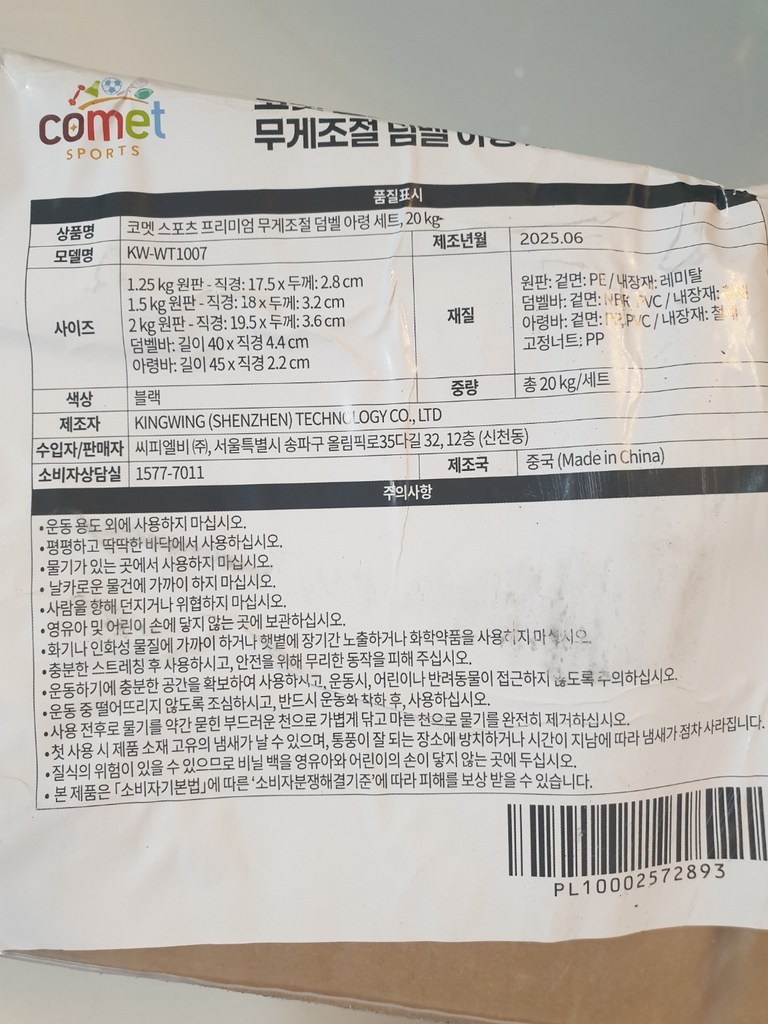 comet
SPORTS
무게조절 덤벨
품질표시
상품명 코멧 스포츠 프리미엄 무게조절 덤벨 아령 세트, 20 kg
제조년월 2025.06
모델명 KW-WT1007
사이즈
1.25 kg 원판 - 직경: 17.5 x 두께: 2.8 cm
1.5 kg 원판 - 직경: 18 x 두께: 3.2 cm
2 kg 원판 - 직경: 19.5 x 두께: 3.6 cm
덤벨바: 길이 40 x 직경 4.4 cm
아령바: 길이 45 x 직경 2.2 cm
재질
원판: 겉면: PE / 내장재: 레미탈
덤벨바: 겉면: PVC / 내장재:
아령바: 겉면: PVC / 내장재:
고정너트: PP
색상 블랙
중량 총 20 kg/세트
제조자 KINGWING (SHENZHEN) TECHNOLOGY CO., LTD
수입자/판매자 씨피엘비 ㈜, 서울특별시 송파구 올림픽로35다길 32, 12층 (신천동)
소비자상담실 1577-7011
제조국 중국 (Made in China)
주의사항
• 운동 용도 외에 사용하지 마십시오.
• 평평하고 딱딱한 바닥에서 사용하십시오.
• 물기가 있는 곳에서 사용하지 마십시오.
• 날카로운 물건에 가까이 하지 마십시오.
• 사람을 향해 던지거나 위협하지 마십시오.
• 영유아 및 어린이 손에 닿지 않는 곳에 보관하십시오.
• 화기나 인화성 물질에 가까이 하거나 햇볕에 장기간 노출하거나 화학약품을 사용하지 마십시오.
• 충분한 스트레칭 후 사용하시고, 안전을 위해 무리한 동작을 피해 주십시오.
• 운동하기에 충분한 공간을 확보하여 사용하시고, 운동시, 어린이나 반려동물이 접근하지 않도록 주의하십시오.
• 운동 중 떨어뜨리지 않도록 조심하시고, 반드시 운동화 착화 후, 사용하십시오.
• 사용 전후로 물기를 약간 묻힌 부드러운 천으로 가볍게 닦고 마른 천으로 물기를 완전히 제거하십시오.
• 첫 사용 시 제품 소재 고유의 냄새가 날 수 있으며, 통풍이 잘 되는 장소에 방치하거나 시간이 지남에 따라 냄새가 점차 사라집니다.
• 질식의 위험이 있을 수 있으므로 비닐 백을 영유아와 어린이의 손이 닿지 않는 곳에 두십시오.
• 본 제품은 「소비자기본법」에 따른 '소비자분쟁해결기준'에 따라 피해를 보상 받을 수 있습니다.
PL10002572893